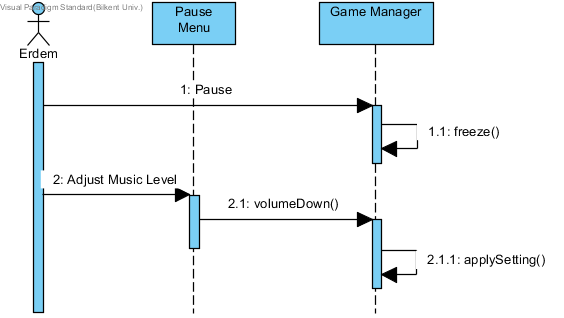 Visual Paradigm Standard(Bilkent Univ.)
Pause
Menu
Game Manager
Erdem
1: Pause
1.1: freeze()
2: Adjust Music Level
2.1: volumeDown()
2.1.1: applySetting()